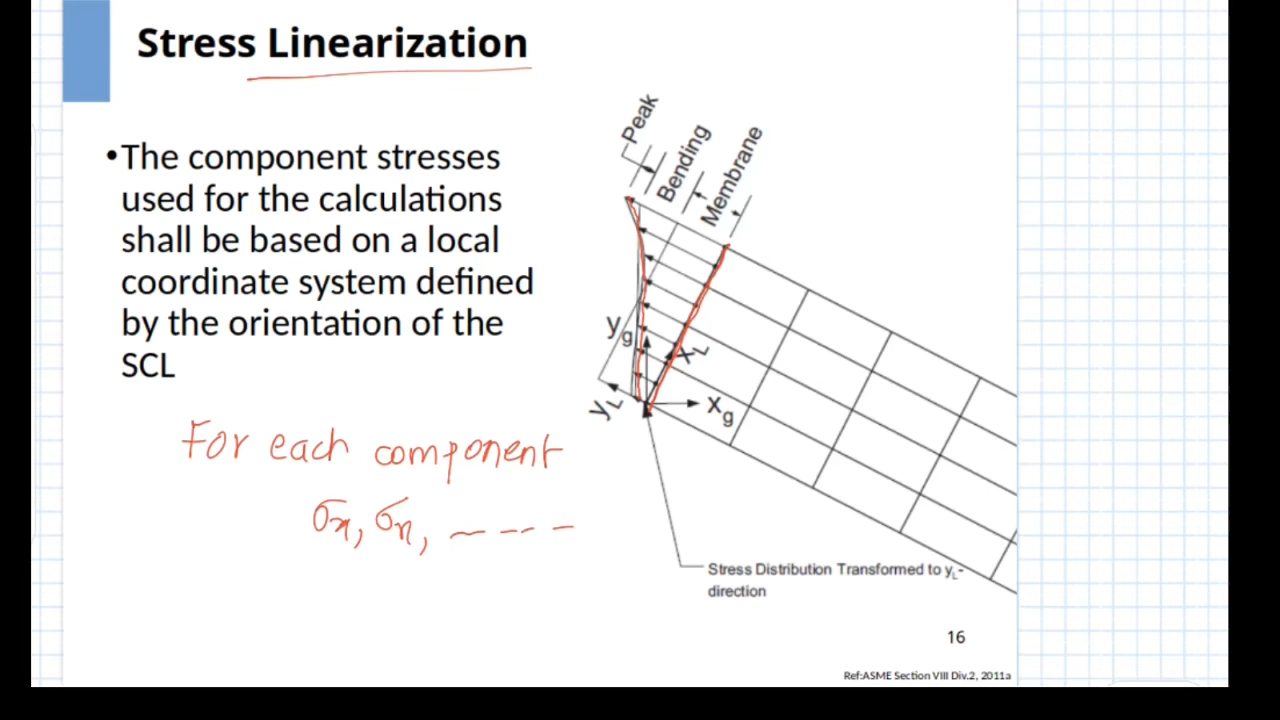 Stress Linearization
•The component stresses
used for the calculations
shall be based on a local
coordinate system defined
by the orientation of the
SCL
For each component
σx, ση, ----
Peak
Bending
Membrane
yg
xL
yL
xg
Stress Distribution Transformed to yL-
direction
16
Ref:ASME Section VIII Div.2, 2011a